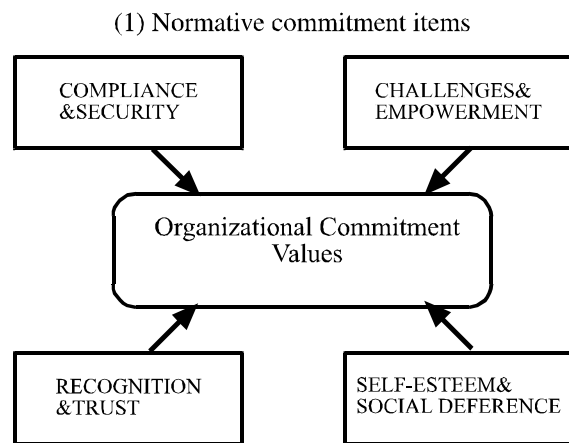 (1) Normative commitment items
COMPLIANCE
&SECURITY
CHALLENGES&
EMPOWERMENT
Organizational Commitment
Values
RECOGNITION
&TRUST
SELF-ESTEEM&
SOCIAL DEFERENCE